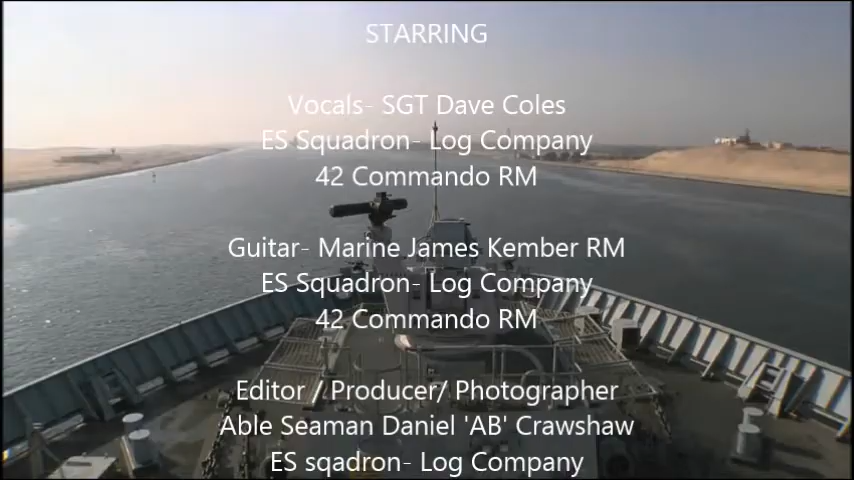 STARRING
Vocals- SGT Dave Coles
ES Squadron- Log Company
42 Commando RM
Guitar- Marine James Kember RM
ES Squadron- Log Company
42 Commando RM
Editor / Producer/ Photographer
Able Seaman Daniel 'AB' Crawshaw
ES sqadron- Log Company